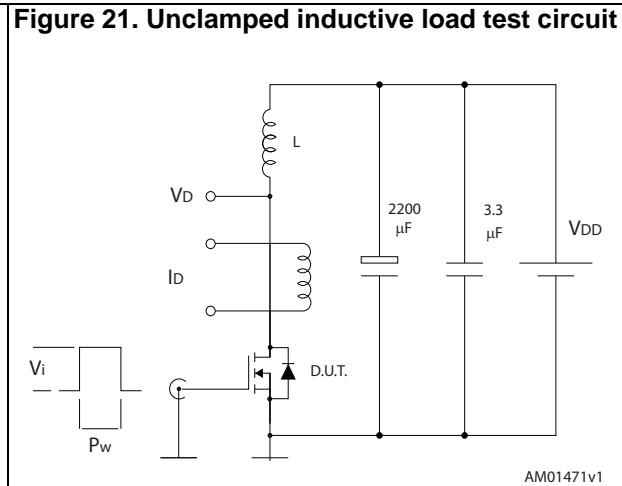 Figure 21. Unclamped inductive load test circuit
L
VD
2200
μF
3.3
μF
VDD
ID
Vi
D.U.T.
Pw
AM01471v1